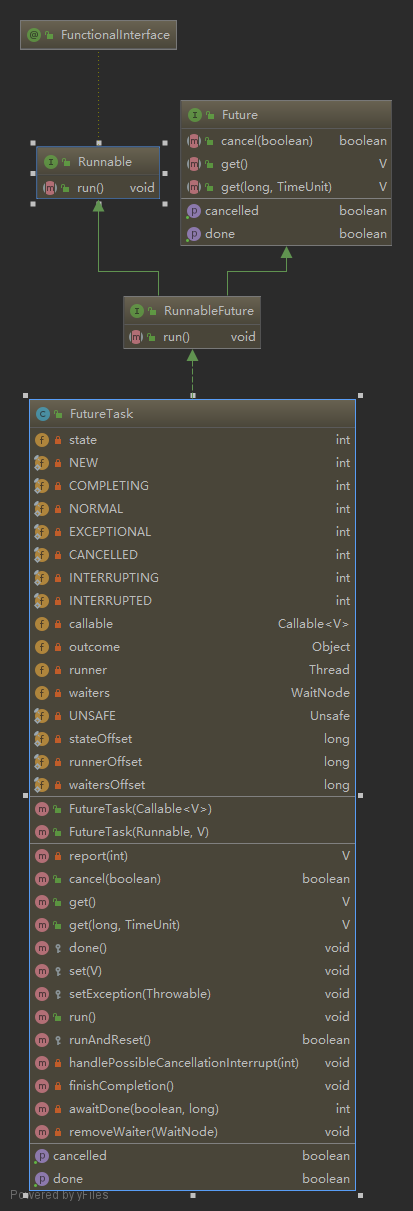 FunctionalInterface
Future
cancel(boolean) boolean
get() V
get(long, TimeUnit) V
cancelled boolean
done boolean
Runnable
run() void
RunnableFuture
run() void
FutureTask
state int
NEW int
COMPLETING int
NORMAL int
EXCEPTIONAL int
CANCELLED int
INTERRUPTING int
INTERRUPTED int
callable Callable<V>
outcome Object
runner Thread
waiters WaitNode
UNSAFE Unsafe
stateOffset long
runnerOffset long
waitersOffset long
FutureTask(Callable<V>)
FutureTask(Runnable, V)
report(int) V
cancel(boolean) boolean
get() V
get(long, TimeUnit) V
done() void
set(V) void
setException(Throwable) void
run() void
runAndReset() boolean
handlePossibleCancellationInterrupt(int) void
finishCompletion() void
awaitDone(boolean, long) int
removeWaiter(WaitNode) void
cancelled boolean
done boolean
Powered by yFiles